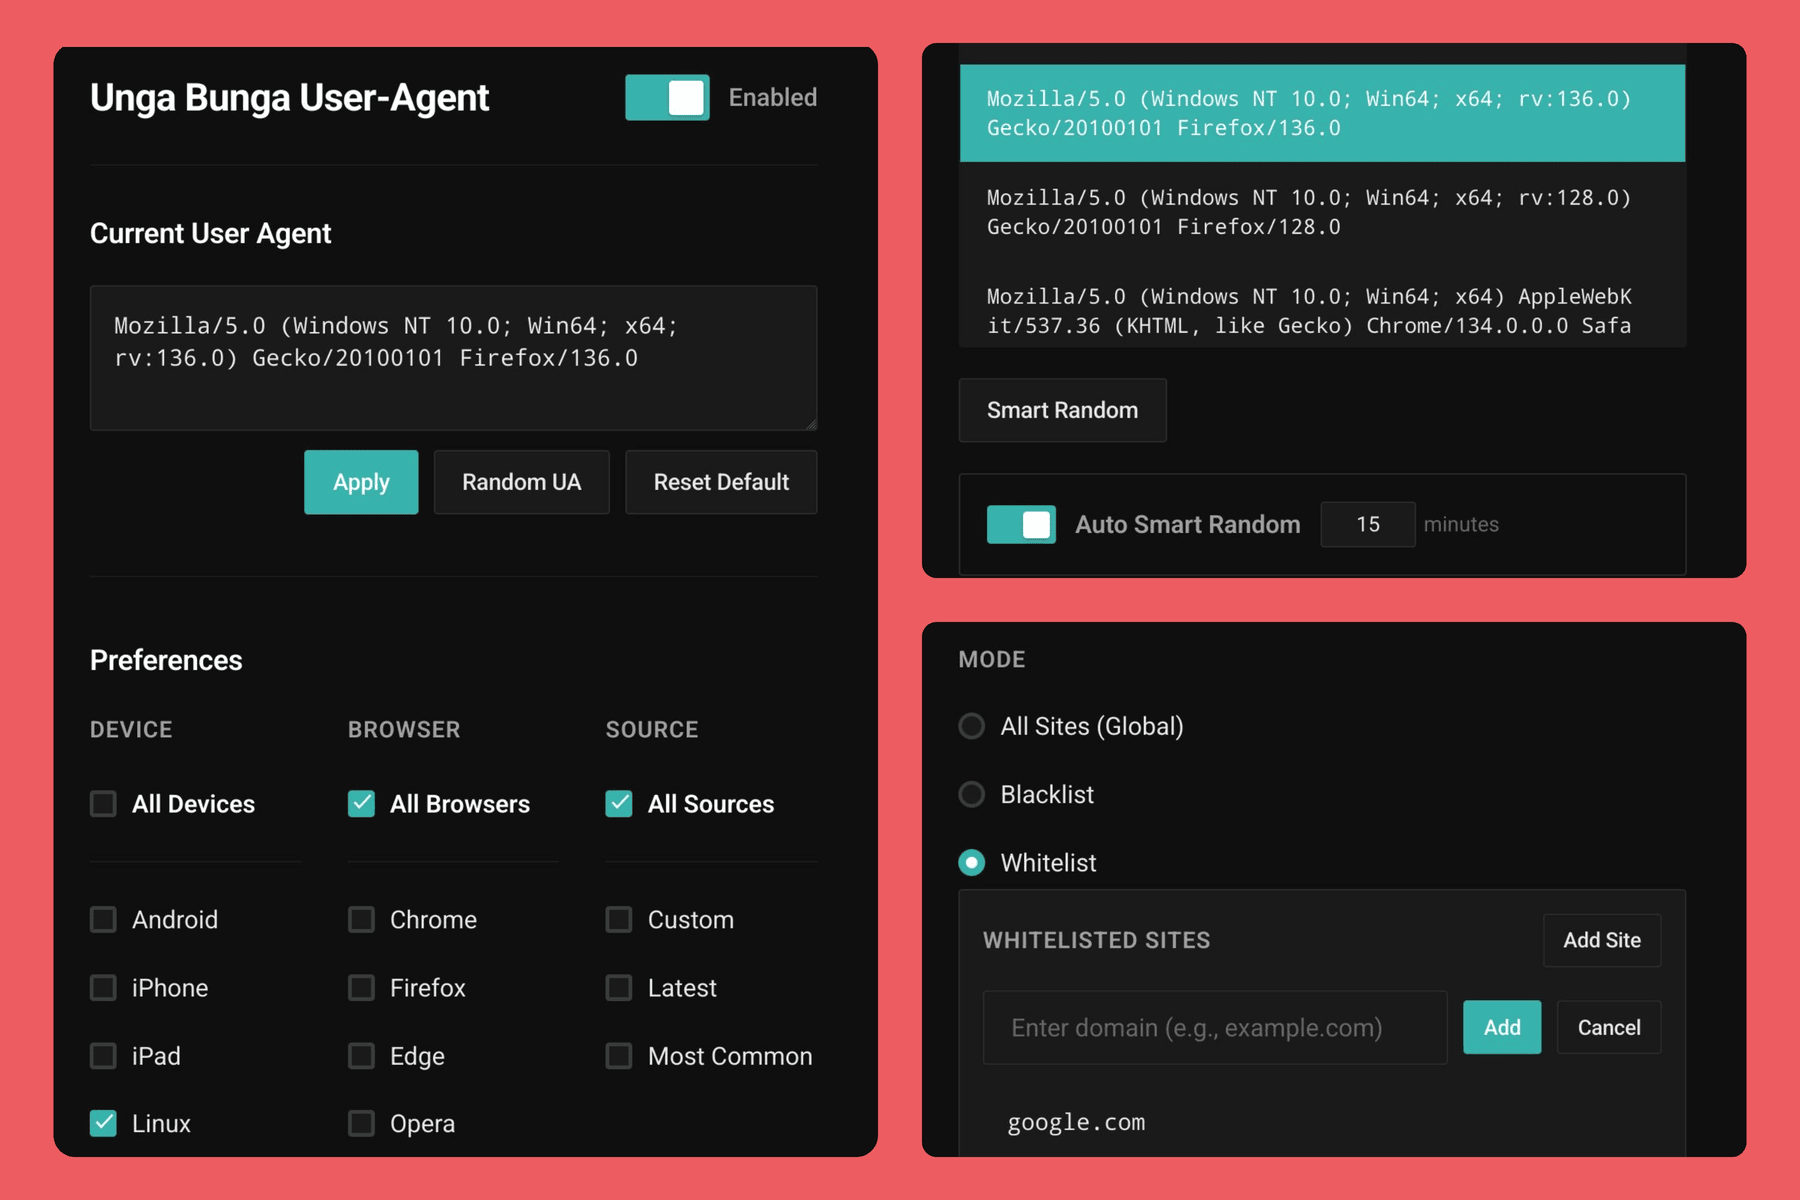 Unga Bunga User-Agent
Enabled
Current User Agent
Mozilla/5.0 (Windows NT 10.0; Win64; x64;
rv:136.0) Gecko/20100101 Firefox/136.0
Apply
Random UA
Reset Default
Preferences
DEVICE
BROWSER
SOURCE
All Devices
All Browsers
All Sources
Android
Chrome
Custom
iPhone
Firefox
Latest
iPad
Edge
Most Common
Linux
Opera
Mozilla/5.0 (Windows NT 10.0; Win64; x64; rv:136.0)
Gecko/20100101 Firefox/136.0
Mozilla/5.0 (Windows NT 10.0; Win64; x64; rv:128.0)
Gecko/20100101 Firefox/128.0
Mozilla/5.0 (Windows NT 10.0; Win64; x64) AppleWebK
it/537.36 (KHTML, like Gecko) Chrome/134.0.0.0 Safa
Smart Random
Auto Smart Random
15
minutes
MODE
All Sites (Global)
Blacklist
Whitelist
WHITELISTED SITES
Add Site
Enter domain (e.g., example.com)
Add
Cancel
google.com